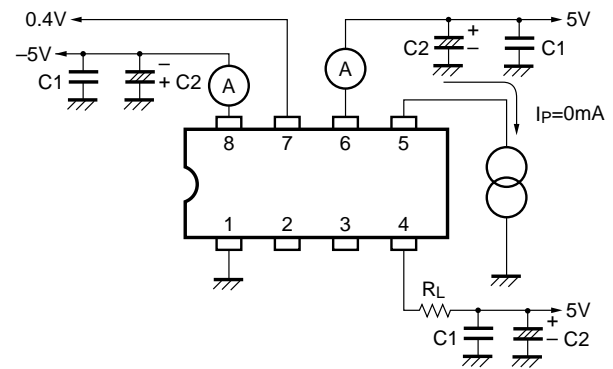 0.4V
5V
–5V
+
C2
–
C1
A
–
C1
+ C2
A
IP=0mA
8 7 6 5
1 2 3 4
RL
5V
+
C1
– C2